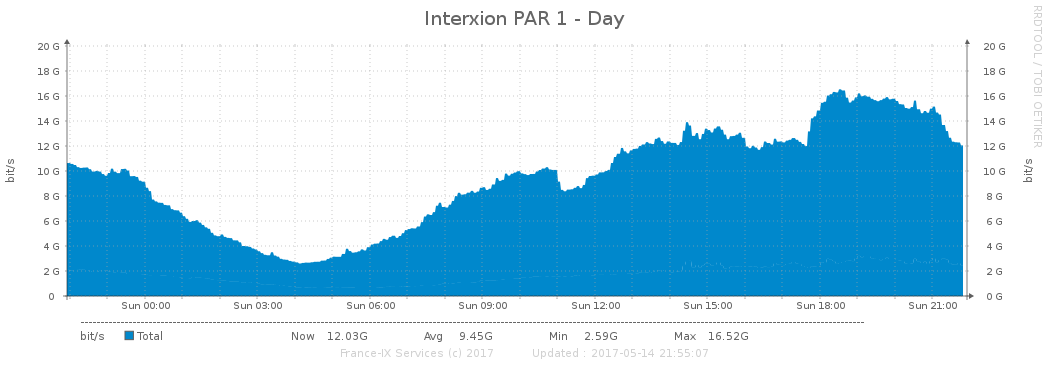 Interxion PAR 1 - Day
RRDTOOL / TOBI OETIKER
bit/s
bit/s
20 G 20 G
18 G 18 G
16 G 16 G
14 G 14 G
12 G 12 G
10 G 10 G
8 G 8 G
6 G 6 G
4 G 4 G
2 G 2 G
0 0 G
Sun 00:00 Sun 03:00 Sun 06:00 Sun 09:00 Sun 12:00 Sun 15:00 Sun 18:00 Sun 21:00
bit/s Total Now 12.03G Avg 9.45G Min 2.59G Max 16.52G
France-IX Services (c) 2017 Updated : 2017-05-14 21:55:07